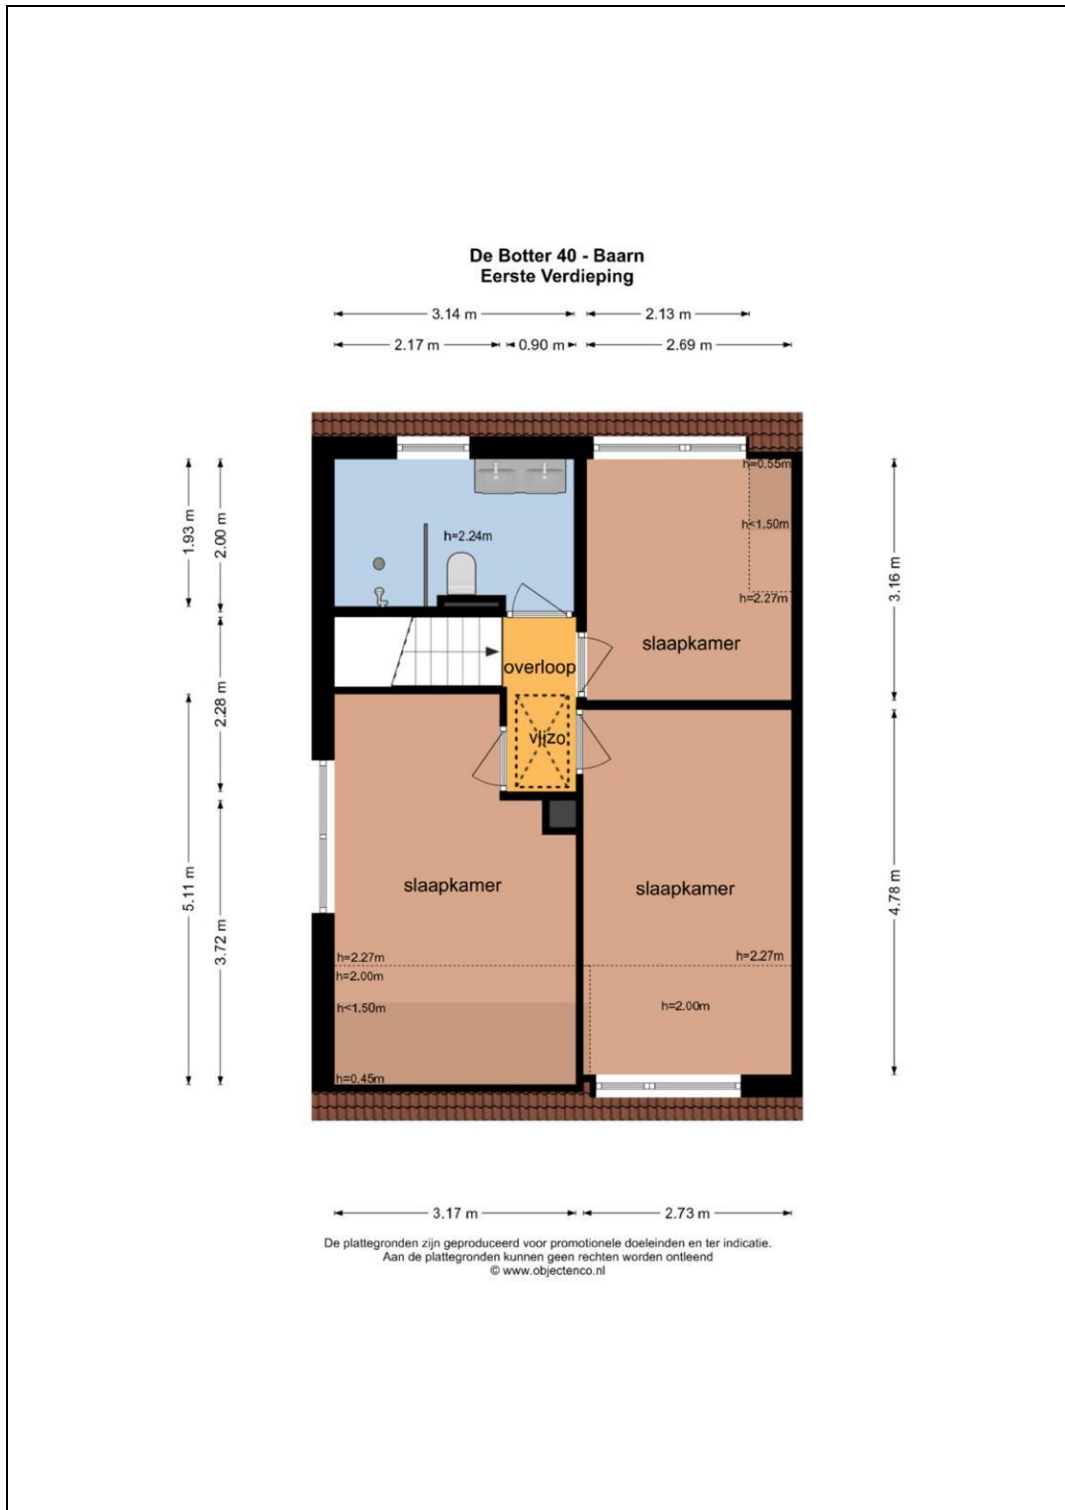 De Botter 40 - Baarn
Eerste Verdieping
3.14 m
2.13 m
2.17 m
0.90 m
2.69 m
h=0.55m
1.93 m
2.00 m
h<1.50m
h=2.24m
3.16 m
h=2.27m
slaapkamer
overloop
2.28 m
vlizo
5.11 m
slaapkamer
slaapkamer
4.78 m
3.72 m
h=2.27m
h=2.27m
h=2.00m
h<1.50m
h=2.00m
h=0.45m
3.17 m
2.73 m
De plattegronden zijn geproduceerd voor promotionele doeleinden en ter indicatie.
Aan de plattegronden kunnen geen rechten worden ontleend
© www.objectenco.nl